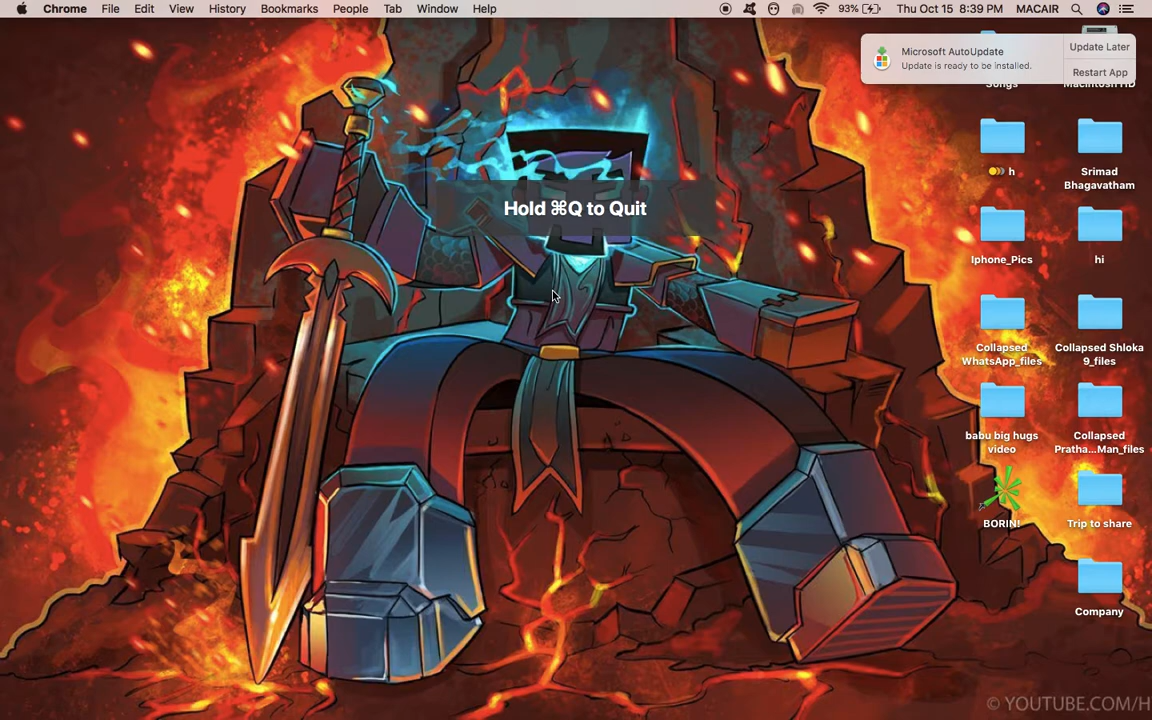 Chrome File Edit View History Bookmarks People Tab Window Help 93% Thu Oct 15 8:39 PM MACAIR
Microsoft AutoUpdate
Update is ready to be installed.
Update Later
Restart App
Songs
Macintosh HD
h
Srimad
Bhagavatham
Hold ⌘Q to Quit
Iphone_Pics
hi
Collapsed
WhatsApp_files
Collapsed Shloka
9_files
babu big hugs
video
Collapsed
Pratha...Man_files
BORIN!
Trip to share
Company
© YOUTUBE.COM/H